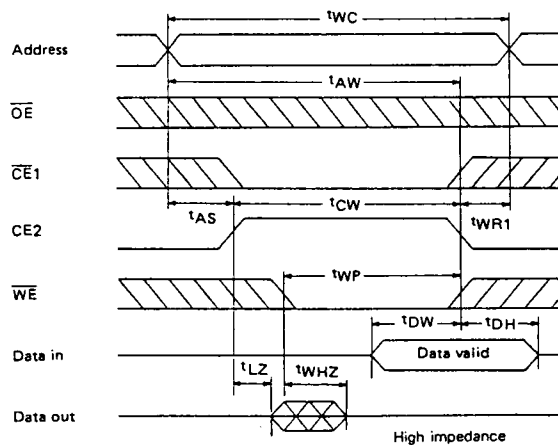 tWC
Address
tAW
OE
CE1
tAS
tCW
tWR1
CE2
tWP
WE
tDW
tDH
Data in
Data valid
tLZ
tWHZ
Data out
High impedance